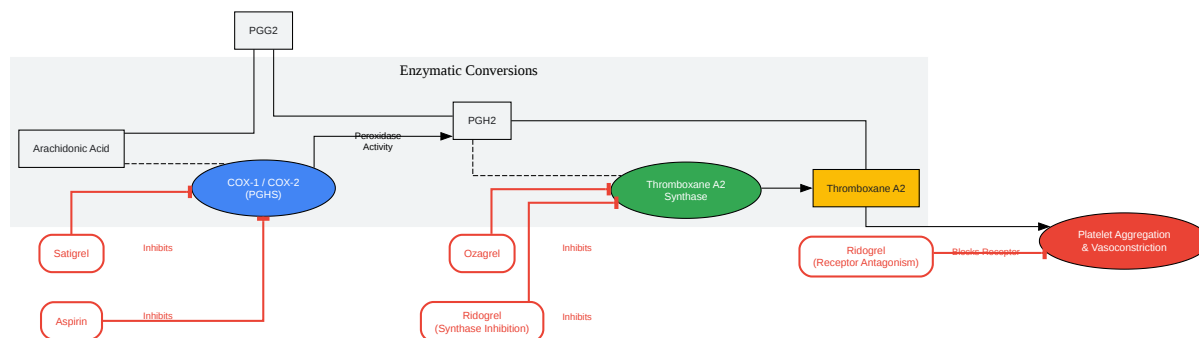 PGG2
Enzymatic Conversions
Arachidonic Acid
PGH2
Peroxidase
Activity
COX-1 / COX-2
(PGHS)
Thromboxane A2
Synthase
Thromboxane A2
Platelet Aggregation
& Vasoconstriction
Satigrel
Inhibits
Ozagrel
Inhibits
Ridogrel
(Receptor Antagonism)
Blocks Receptor
Aspirin
Inhibits
Ridogrel
(Synthase Inhibition)
Inhibits